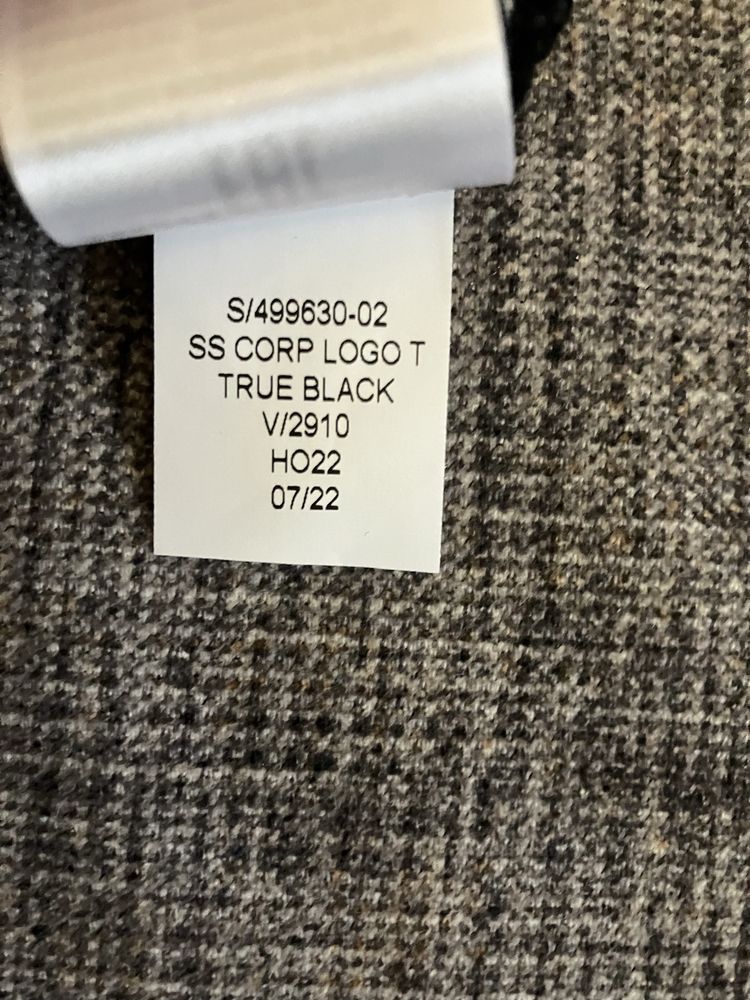 S/499630-02
SS CORP LOGO T
TRUE BLACK
V/2910
HO22
07/22